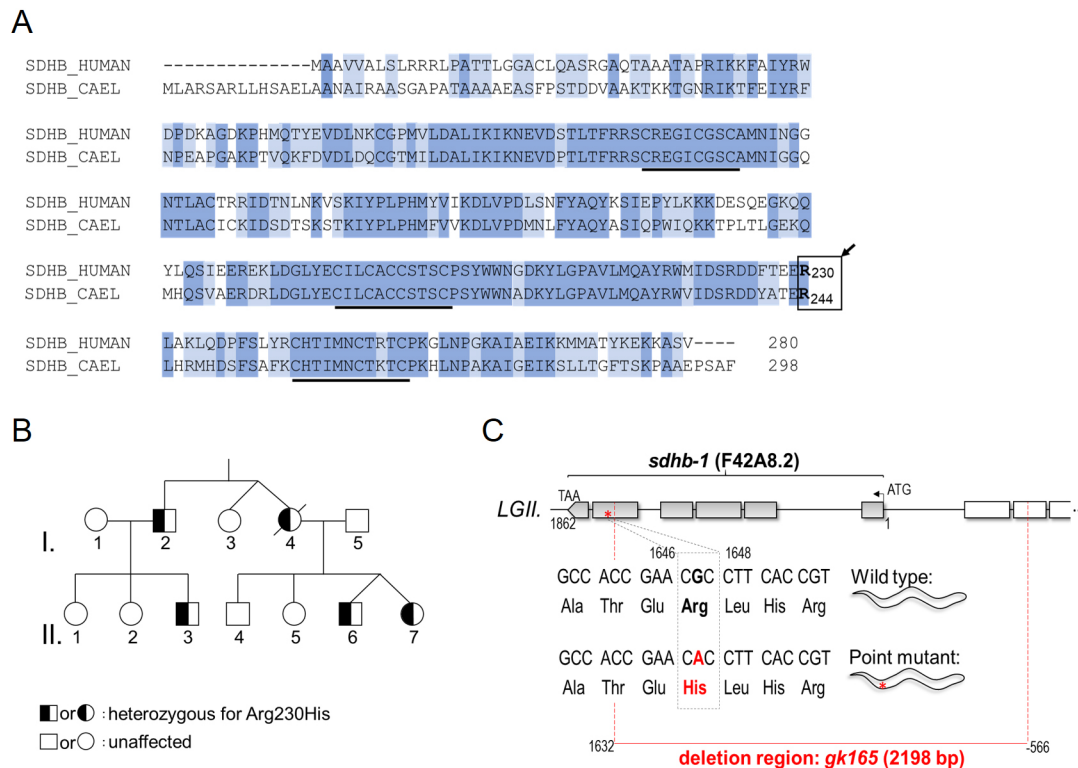 A
SDHB_HUMAN --------------MAAVVALSLRRRLPATTLGGACLQASRGAQTAAATAPRIKKFAIYRW
SDHB_CAEL MLARSARLLHSAELAANAIRAASGAPATAAAAEASFPSTDDVAAKTKKTGNRIKTFEIYRF
SDHB_HUMAN DPDKAGDKPHMQTYEVDLNKCGPMVLDALIKIKNEVDSTLTFRRSCREGICGSCAMNINGG
SDHB_CAEL NPEAPGAKPTVQKFDVDLDQCGTMILDALIKIKNEVDPTLTFRRSCREGICGSCAMNIGGQ
SDHB_HUMAN NTLACTRRIDTNLNKVSKIYPLPHMYVIKDLVPDLSNFYAQYKSIEPYLKKKDESQEGKQQ
SDHB_CAEL NTLACICKIDSDTSKSTKIYPLPHMFVVKDLVPDMNLFYAQYASIQPWIQKKTPLTLGEKQ
SDHB_HUMAN YLQSIEEREKLDGLYECILCACCSTSCPSYWWNGDKYLGPAVLMQAYRWMIDSRDDFTEER230
SDHB_CAEL MHQSVAERDRLDGLYECILCACCSTSCPSYWWNADKYLGPAVLMQAYRWVIDSRDDYATER244
SDHB_HUMAN LAKLQDPFSLYRCHTIMNCTRTCPKGLNPGKAIAEIKKMMATYKEKKASV---- 280
SDHB_CAEL LHRMHDSFSAFKCHTIMNCTKTCPKHLNPAKAIGEIKSLLTGFTSKPAAEPSAF 298
B
I.
1 2 3 4 5
II.
1 2 3 4 5 6 7
or : heterozygous for Arg230His
or : unaffected
C
sdhb-1 (F42A8.2)
LGII. TAA ATG
1862 * 1
1646 1648
GCC ACC GAA CGC CTT CAC CGT Wild type:
Ala Thr Glu Arg Leu His Arg
GCC ACC GAA CAC CTT CAC CGT Point mutant:
Ala Thr Glu His Leu His Arg *
1632 -566
deletion region: gk165 (2198 bp)